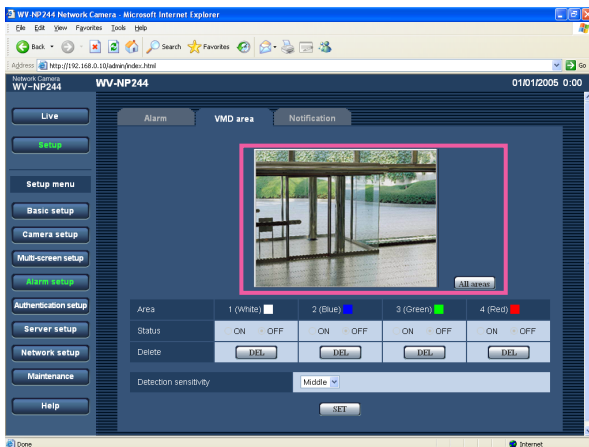 WV-NP244 Network Camera - Microsoft Internet Explorer
File Edit View Favorites Tools Help
Back Search Favorites
Address http://192.168.0.10/admin/index.html Go
Network Camera
WV-NP244
WV-NP244
01/01/2005 0:00
Live
Setup
Setup menu
Basic setup
Camera setup
Multi-screen setup
Alarm setup
Authentication setup
Server setup
Network setup
Maintenance
Help
Alarm VMD area Notification
All areas
Area 1 (White) 2 (Blue) 3 (Green) 4 (Red)
Status ON OFF ON OFF ON OFF ON OFF
Delete DEL DEL DEL DEL
Detection sensitivity Middle
SET
Done Internet